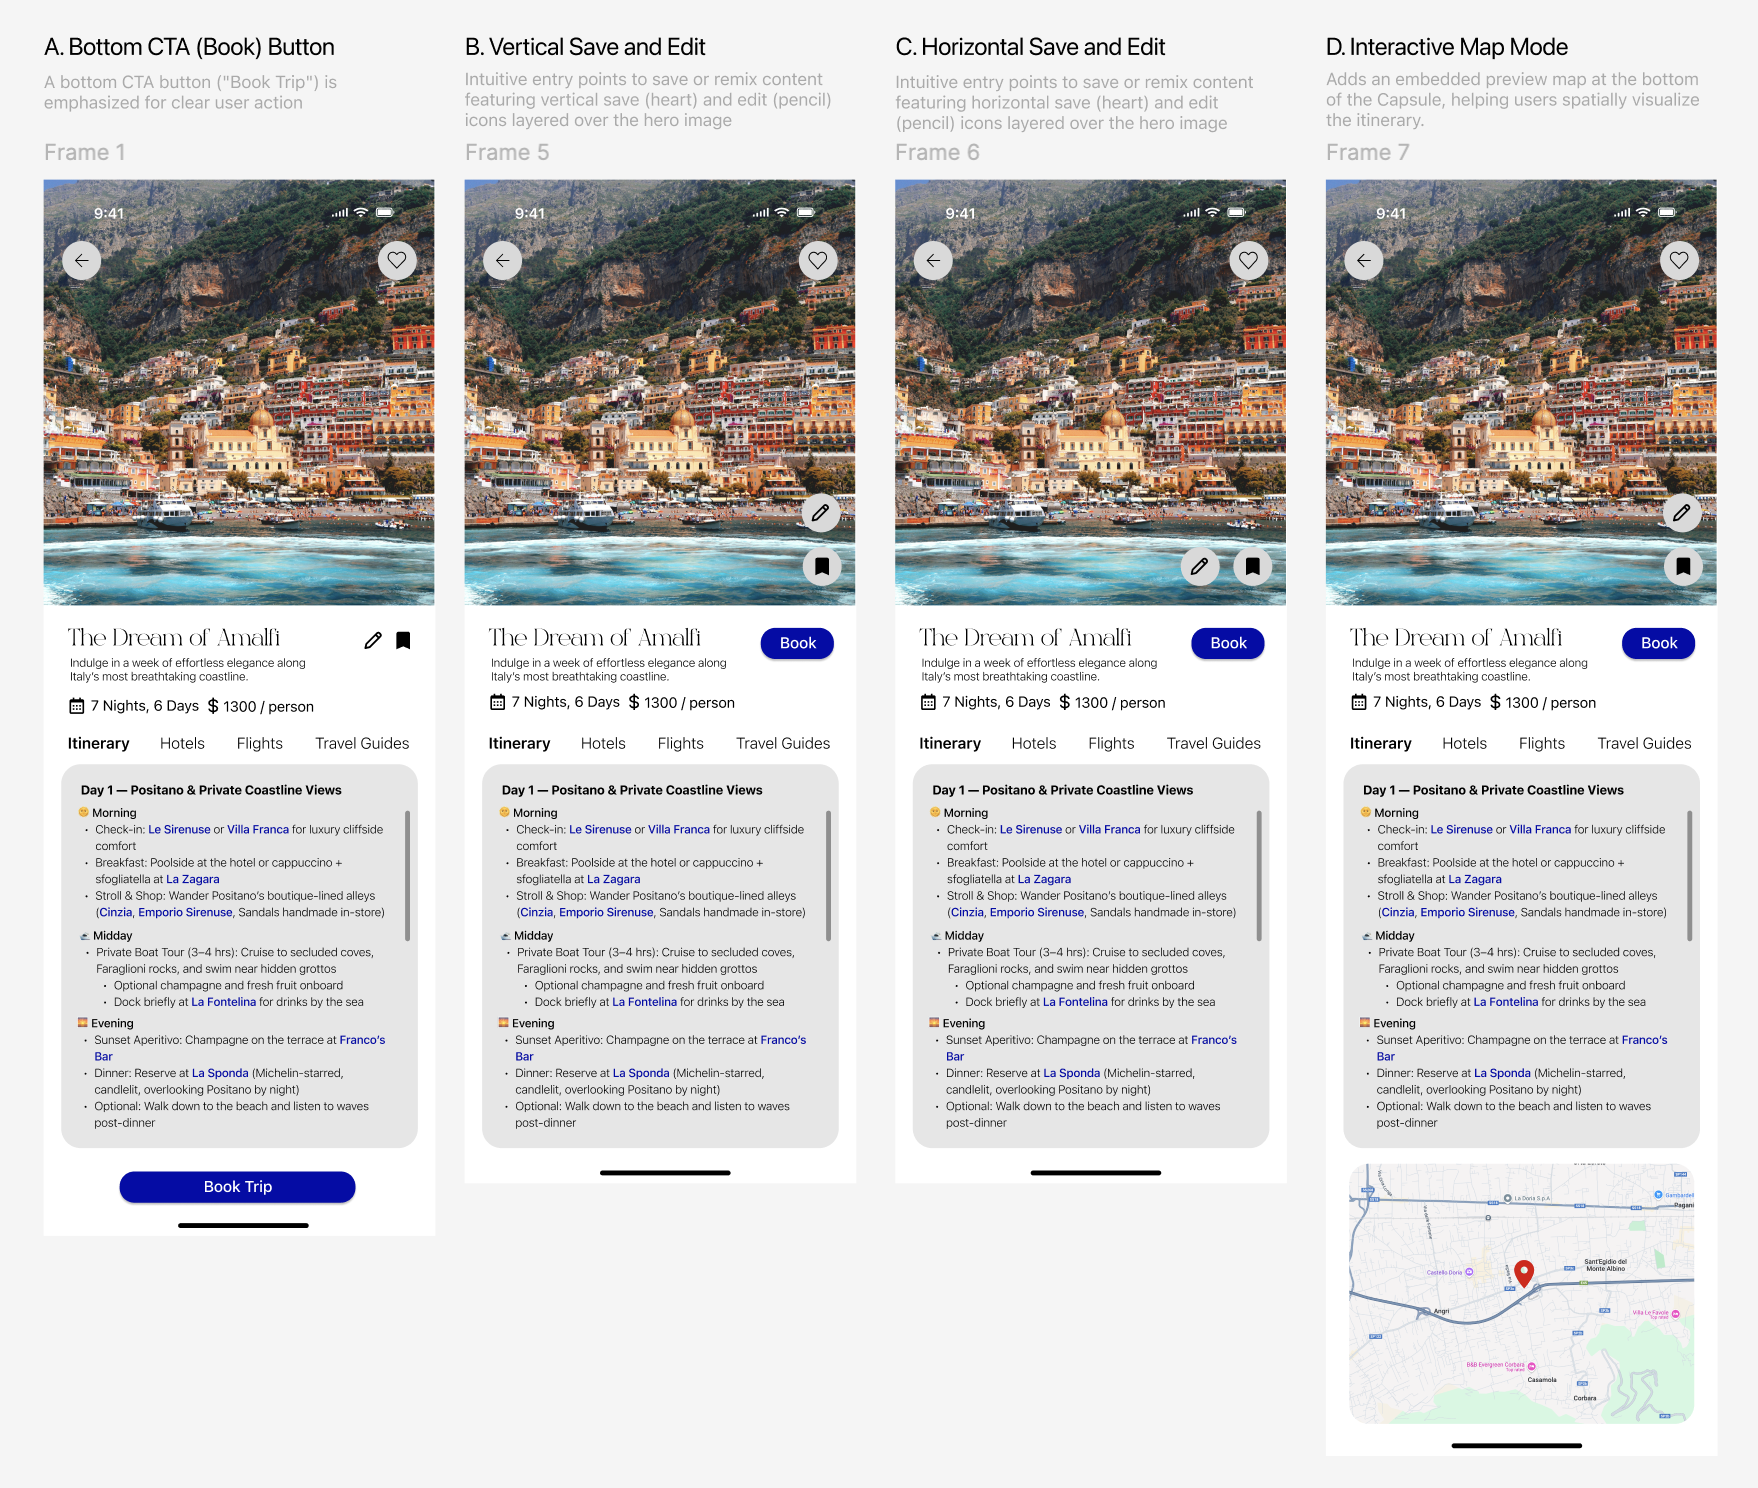 A. Bottom CTA (Book) Button
A bottom CTA button ("Book Trip") is
emphasized for clear user action
Frame 1
9:41
The Dream of Amalfi
Indulge in a week of effortless elegance along
Italy's most breathtaking coastline.
7 Nights, 6 Days $ 1300 / person
Itinerary Hotels Flights Travel Guides
Day 1 — Positano & Private Coastline Views
Morning
• Check-in: Le Sirenuse or Villa Franca for luxury cliffside
comfort
• Breakfast: Poolside at the hotel or cappuccino +
sfogliatella at La Zagara
• Stroll & Shop: Wander Positano's boutique-lined alleys
(Cinzia, Emporio Sirenuse, Sandals handmade in-store)
Midday
• Private Boat Tour (3–4 hrs): Cruise to secluded coves,
Faraglioni rocks, and swim near hidden grottos
• Optional champagne and fresh fruit onboard
• Dock briefly at La Fontelina for drinks by the sea
Evening
• Sunset Aperitivo: Champagne on the terrace at Franco's
Bar
• Dinner: Reserve at La Sponda (Michelin-starred,
candlelit, overlooking Positano by night)
• Optional: Walk down to the beach and listen to waves
post-dinner
Book Trip
B. Vertical Save and Edit
Intuitive entry points to save or remix content
featuring vertical save (heart) and edit (pencil)
icons layered over the hero image
Frame 5
9:41
The Dream of Amalfi
Book
Indulge in a week of effortless elegance along
Italy's most breathtaking coastline.
7 Nights, 6 Days $ 1300 / person
Itinerary Hotels Flights Travel Guides
Day 1 — Positano & Private Coastline Views
Morning
• Check-in: Le Sirenuse or Villa Franca for luxury cliffside
comfort
• Breakfast: Poolside at the hotel or cappuccino +
sfogliatella at La Zagara
• Stroll & Shop: Wander Positano's boutique-lined alleys
(Cinzia, Emporio Sirenuse, Sandals handmade in-store)
Midday
• Private Boat Tour (3–4 hrs): Cruise to secluded coves,
Faraglioni rocks, and swim near hidden grottos
• Optional champagne and fresh fruit onboard
• Dock briefly at La Fontelina for drinks by the sea
Evening
• Sunset Aperitivo: Champagne on the terrace at Franco's
Bar
• Dinner: Reserve at La Sponda (Michelin-starred,
candlelit, overlooking Positano by night)
• Optional: Walk down to the beach and listen to waves
post-dinner
C. Horizontal Save and Edit
Intuitive entry points to save or remix content
featuring horizontal save (heart) and edit
(pencil) icons layered over the hero image
Frame 6
9:41
The Dream of Amalfi
Book
Indulge in a week of effortless elegance along
Italy's most breathtaking coastline.
7 Nights, 6 Days $ 1300 / person
Itinerary Hotels Flights Travel Guides
Day 1 — Positano & Private Coastline Views
Morning
• Check-in: Le Sirenuse or Villa Franca for luxury cliffside
comfort
• Breakfast: Poolside at the hotel or cappuccino +
sfogliatella at La Zagara
• Stroll & Shop: Wander Positano's boutique-lined alleys
(Cinzia, Emporio Sirenuse, Sandals handmade in-store)
Midday
• Private Boat Tour (3–4 hrs): Cruise to secluded coves,
Faraglioni rocks, and swim near hidden grottos
• Optional champagne and fresh fruit onboard
• Dock briefly at La Fontelina for drinks by the sea
Evening
• Sunset Aperitivo: Champagne on the terrace at Franco's
Bar
• Dinner: Reserve at La Sponda (Michelin-starred,
candlelit, overlooking Positano by night)
• Optional: Walk down to the beach and listen to waves
post-dinner
D. Interactive Map Mode
Adds an embedded preview map at the bottom
of the Capsule, helping users spatially visualize
the itinerary.
Frame 7
9:41
The Dream of Amalfi
Book
Indulge in a week of effortless elegance along
Italy's most breathtaking coastline.
7 Nights, 6 Days $ 1300 / person
Itinerary Hotels Flights Travel Guides
Day 1 — Positano & Private Coastline Views
Morning
• Check-in: Le Sirenuse or Villa Franca for luxury cliffside
comfort
• Breakfast: Poolside at the hotel or cappuccino +
sfogliatella at La Zagara
• Stroll & Shop: Wander Positano's boutique-lined alleys
(Cinzia, Emporio Sirenuse, Sandals handmade in-store)
Midday
• Private Boat Tour (3–4 hrs): Cruise to secluded coves,
Faraglioni rocks, and swim near hidden grottos
• Optional champagne and fresh fruit onboard
• Dock briefly at La Fontelina for drinks by the sea
Evening
• Sunset Aperitivo: Champagne on the terrace at Franco's
Bar
• Dinner: Reserve at La Sponda (Michelin-starred,
candlelit, overlooking Positano by night)
• Optional: Walk down to the beach and listen to waves
post-dinner
La Doria S.p.A
Gambardell
Pagani
Sant'Egidio del
Monte Albino
Castello Doria
Angri
Villa Le Favole
Top rated
B&B Evergreen Corbara
Top rated
Casamola
Corbara